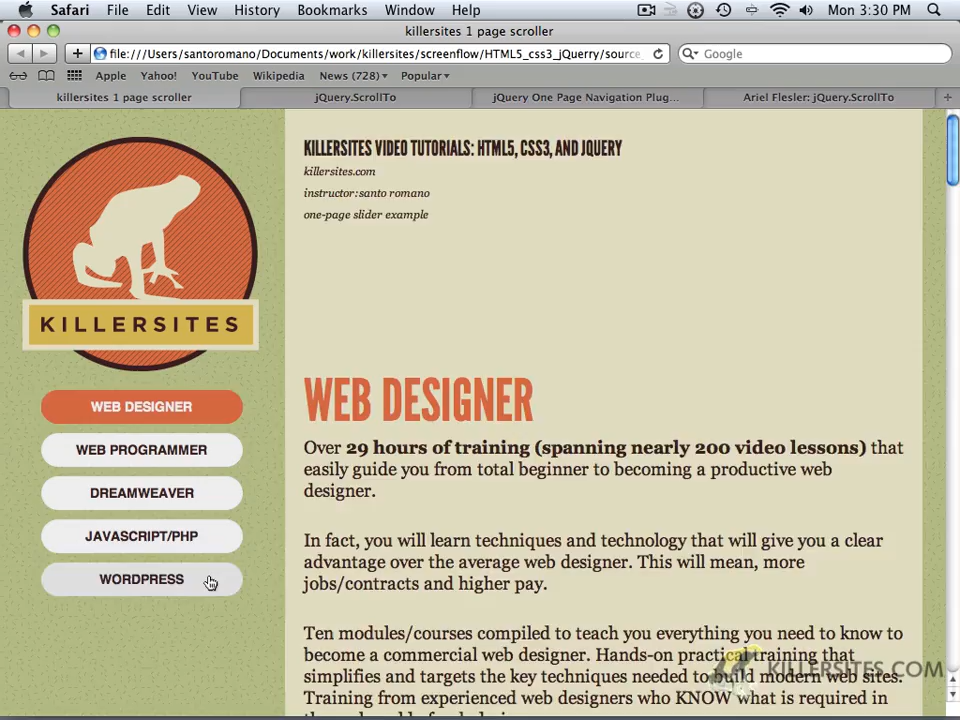 Safari File Edit View History Bookmarks Window Help Mon 3:30 PM
killersites 1 page scroller
file:///Users/santoromano/Documents/work/killersites/screenflow/HTML5_css3_jQuerry/source_ Google
Apple Yahoo! YouTube Wikipedia News (728) Popular
killersites 1 page scroller jQuery.ScrollTo jQuery One Page Navigation Plug... Ariel Flesler: jQuery.ScrollTo
KILLERSITES
WEB DESIGNER
WEB PROGRAMMER
DREAMWEAVER
JAVASCRIPT/PHP
WORDPRESS
KILLERSITES VIDEO TUTORIALS: HTML5, CSS3, AND JQUERY
killersites.com
instructor:santo romano
one-page slider example
WEB DESIGNER
Over 29 hours of training (spanning nearly 200 video lessons) that
easily guide you from total beginner to becoming a productive web
designer.
In fact, you will learn techniques and technology that will give you a clear
advantage over the average web designer. This will mean, more
jobs/contracts and higher pay.
Ten modules/courses compiled to teach you everything you need to know to
become a commercial web designer. Hands-on practical training that
simplifies and targets the key techniques needed to build modern web sites.
Training from experienced web designers who KNOW what is required in
KILLERSITES.COM